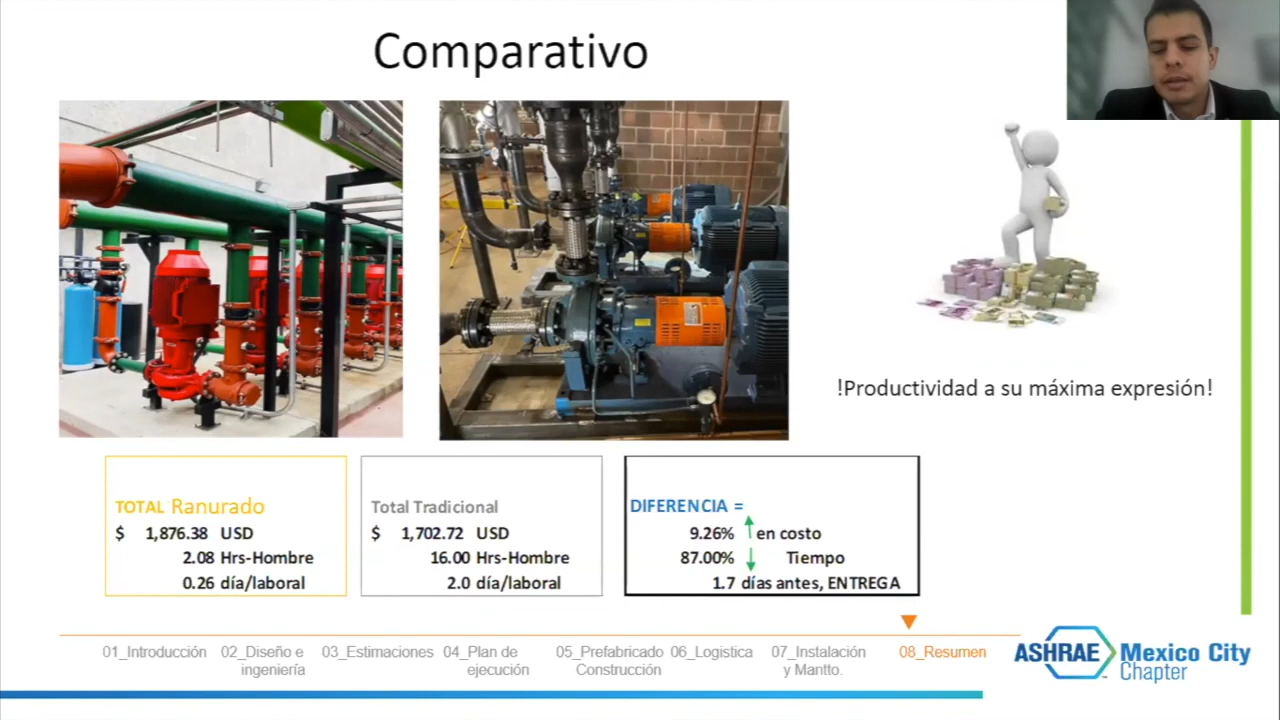 Comparativo
!Productividad a su máxima expresión!
TOTAL Ranurado
$ 1,876.38 USD
2.08 Hrs-Hombre
0.26 día/laboral
Total Tradicional
$ 1,702.72 USD
16.00 Hrs-Hombre
2.0 día/laboral
DIFERENCIA =
9.26% en costo
87.00% Tiempo
1.7 días antes, ENTREGA
01_Introducción
02_Diseño e
ingeniería
03_Estimaciones
04_Plan de
ejecución
05_Prefabricado
Construcción
06_Logistica
07_Instalación
y Mantto.
08_Resumen
ASHRAE Mexico City
Chapter